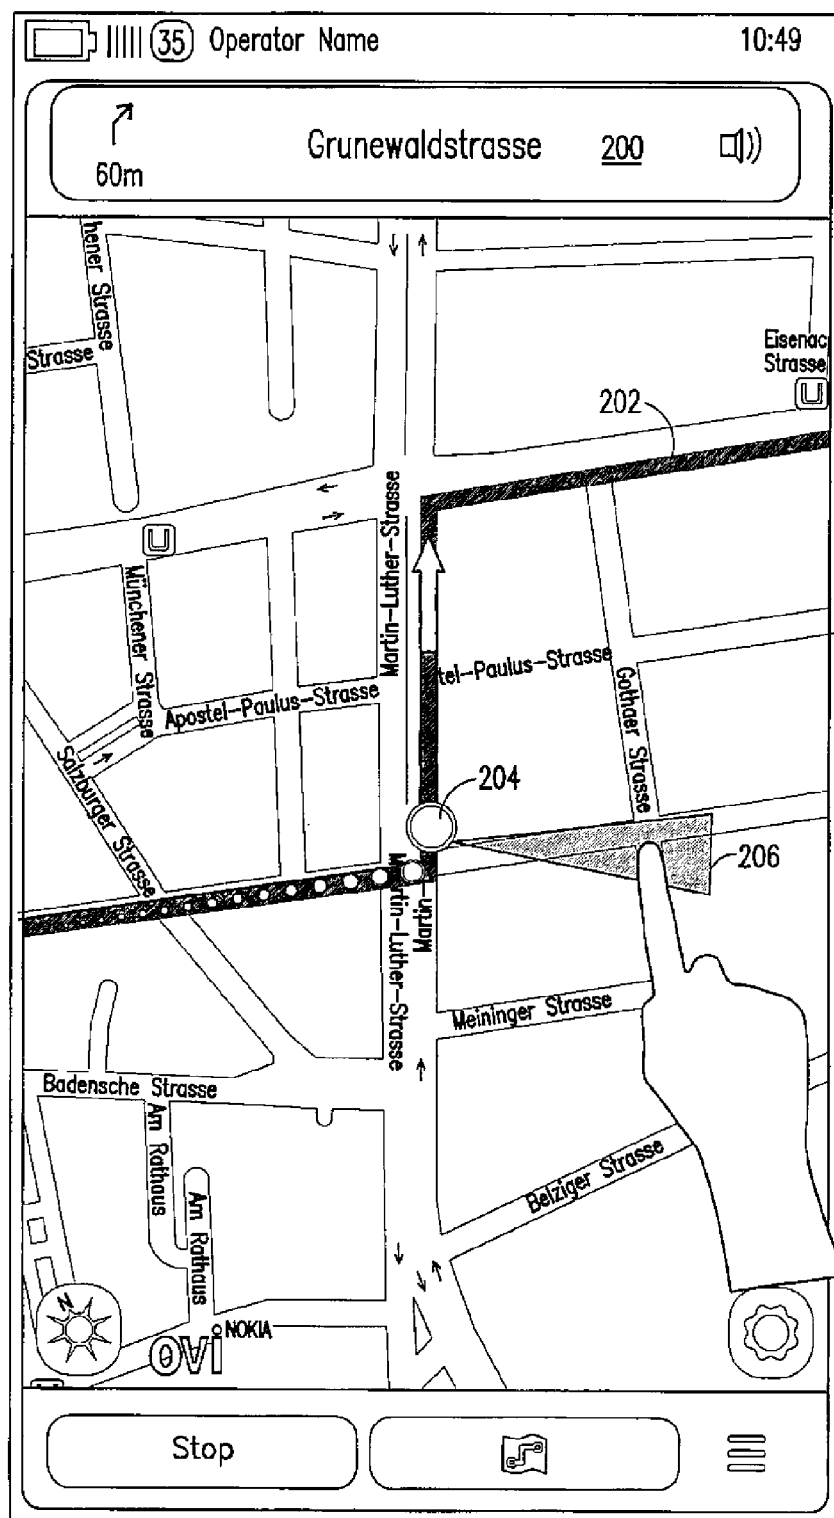 35 Operator Name 10:49
60m Grunewaldstrasse 200
hener Strasse
Strasse
Eisenac
Strasse
U
202
U
Martin-Luther-Strasse
Münchener Strasse
tel-Paulus-Strasse
Apostel-Paulus-Strasse
Gothaer Strasse
Salzburger Strasse
204
206
Martin-
Martin-Luther-Strasse
Meininger Strasse
Badensche Strasse
Am Rathaus
Am Rathaus
Belziger Strasse
N
NOKIA
OVI
Stop